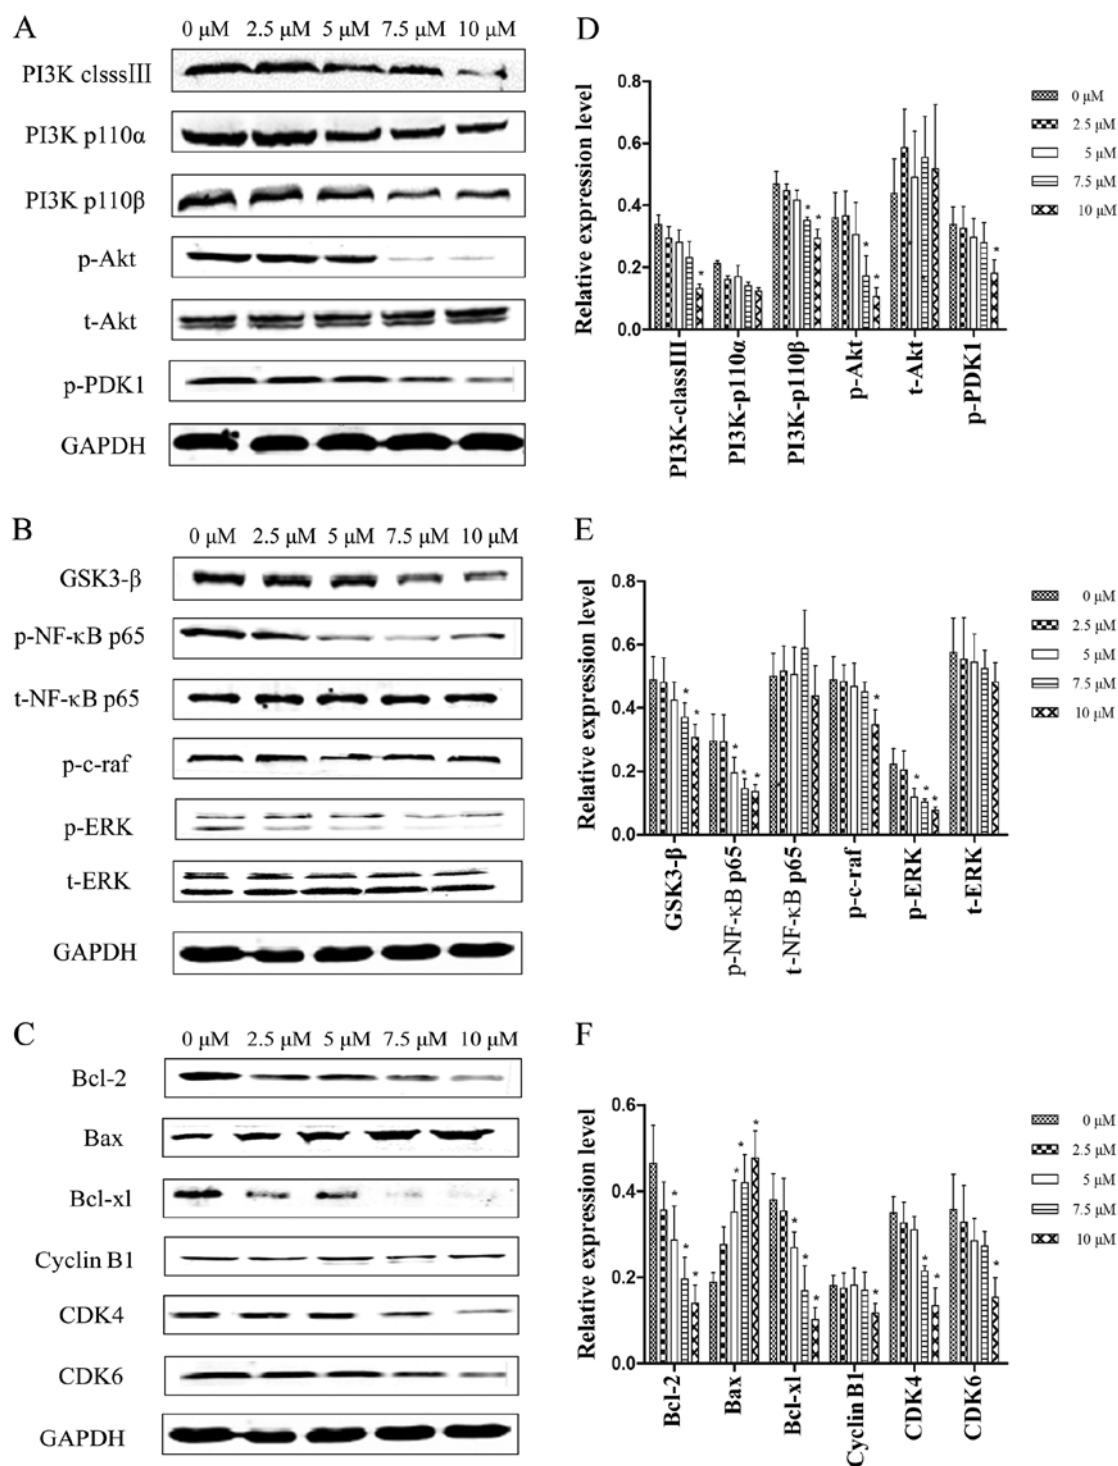 A
0 μM 2.5 μM 5 μM 7.5 μM 10 μM
PI3K clsssIII
PI3K p110α
PI3K p110β
p-Akt
t-Akt
p-PDK1
GAPDH
D
Relative expression level
0.8
0.6
0.4
0.2
0.0
* * * * * *
PI3K-classIII
PI3K-p110α
PI3K-p110β
p-Akt
t-Akt
p-PDK1
0 μM
2.5 μM
5 μM
7.5 μM
10 μM
B
0 μM 2.5 μM 5 μM 7.5 μM 10 μM
GSK3-β
p-NF-κB p65
t-NF-κB p65
p-c-raf
p-ERK
t-ERK
GAPDH
E
Relative expression level
0.8
0.6
0.4
0.2
0.0
* * * * * * * * *
GSK3-β
p-NF-κB p65
t-NF-κB p65
p-c-raf
p-ERK
t-ERK
0 μM
2.5 μM
5 μM
7.5 μM
10 μM
C
0 μM 2.5 μM 5 μM 7.5 μM 10 μM
Bcl-2
Bax
Bcl-xl
Cyclin B1
CDK4
CDK6
GAPDH
F
Relative expression level
0.6
0.4
0.2
0.0
* * * * * * * * * * * * *
Bcl-2
Bax
Bcl-xl
Cyclin B1
CDK4
CDK6
0 μM
2.5 μM
5 μM
7.5 μM
10 μM